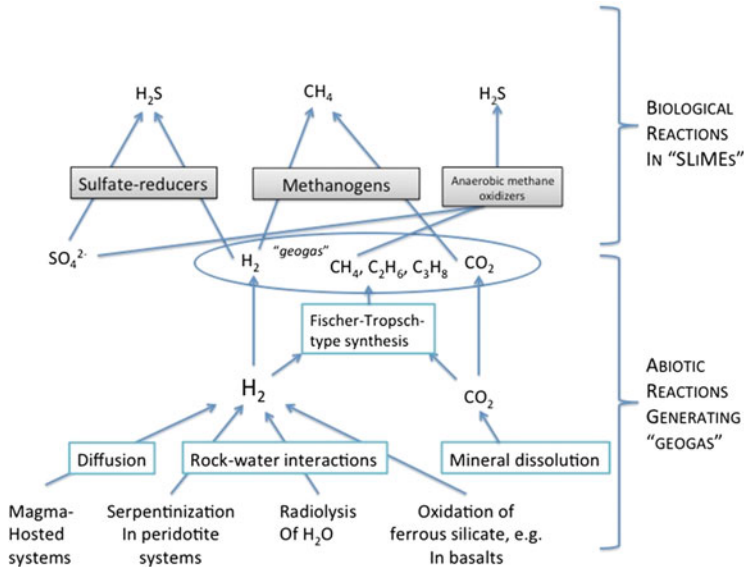 H₂S
CH₄
H₂S
BIOLOGICAL
REACTIONS
IN “SLiMEs”
Sulfate-reducers
Methanogens
Anaerobic methane
oxidizers
SO₄²⁻
“geogas”
H₂
CH₄, C₂H₆, C₃H₈
CO₂
Fischer-Tropsch-
type synthesis
H₂
CO₂
ABIOTIC
REACTIONS
GENERATING
“GEOGAS”
Diffusion
Rock-water interactions
Mineral dissolution
Magma-
Hosted
systems
Serpentinization
In peridotite
systems
Radiolysis
Of H₂O
Oxidation of
ferrous silicate, e.g.
In basalts